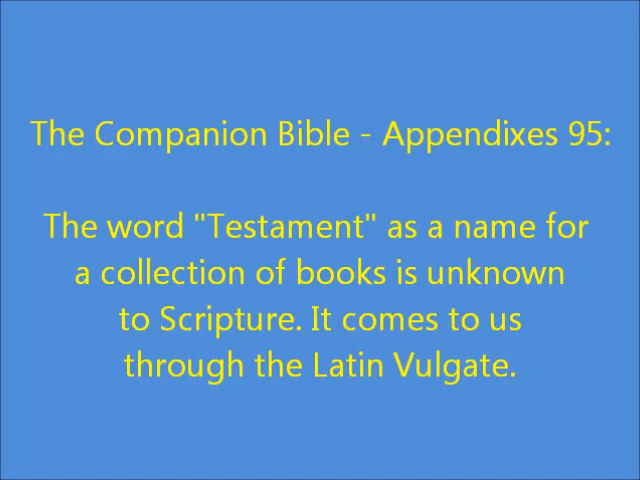 The Companion Bible - Appendixes 95:
The word "Testament" as a name for
a collection of books is unknown
to Scripture. It comes to us
through the Latin Vulgate.